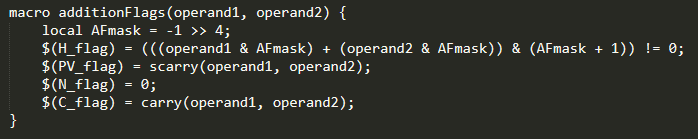 macro additionFlags(operand1, operand2) {
    local AFmask = -1 >> 4;
    $(H_flag) = (((operand1 & AFmask) + (operand2 & AFmask)) & (AFmask + 1)) != 0;
    $(PV_flag) = scarry(operand1, operand2);
    $(N_flag) = 0;
    $(C_flag) = carry(operand1, operand2);
}